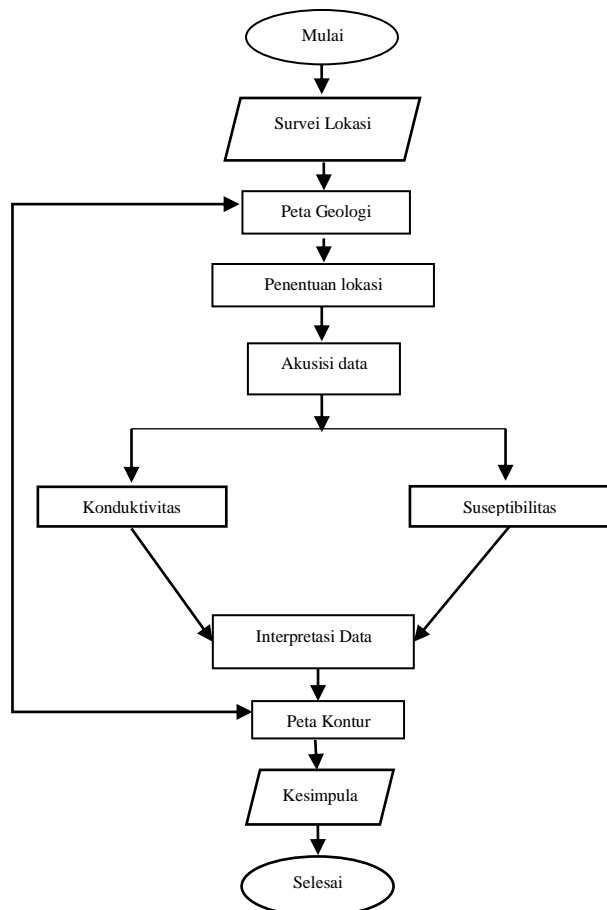 Mulai
Survei Lokasi
Peta Geologi
Penentuan lokasi
Akusisi data
Konduktivitas
Suseptibilitas
Interpretasi Data
Peta Kontur
Kesimpula
Selesai